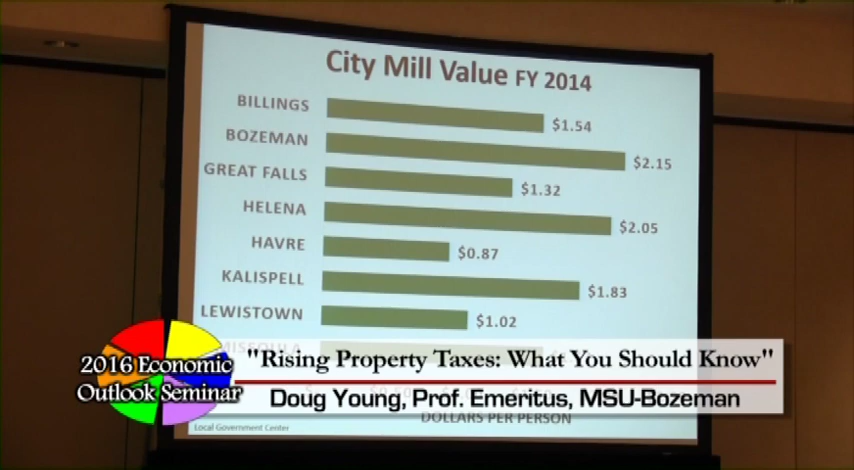 City Mill Value FY 2014
BILLINGS $1.54
BOZEMAN $2.15
GREAT FALLS $1.32
HELENA $2.05
HAVRE $0.87
KALISPELL $1.83
LEWISTOWN $1.02
MISSOULA
2016 Economic
Outlook Seminar
"Rising Property Taxes: What You Should Know"
Doug Young, Prof. Emeritus, MSU-Bozeman
DOLLARS PER PERSON
Local Government Center